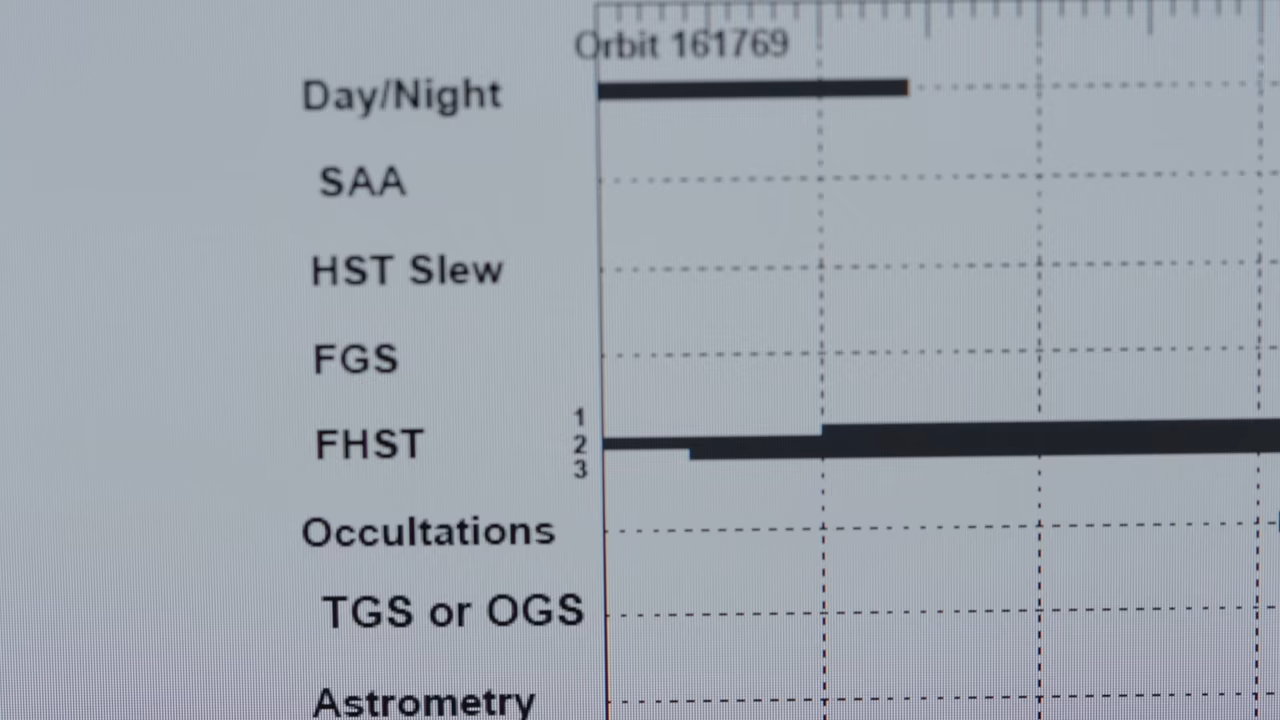 Orbit 161769
Day/Night
SAA
HST Slew
FGS
FHST
1
2
3
Occultations
TGS or OGS
Astrometry